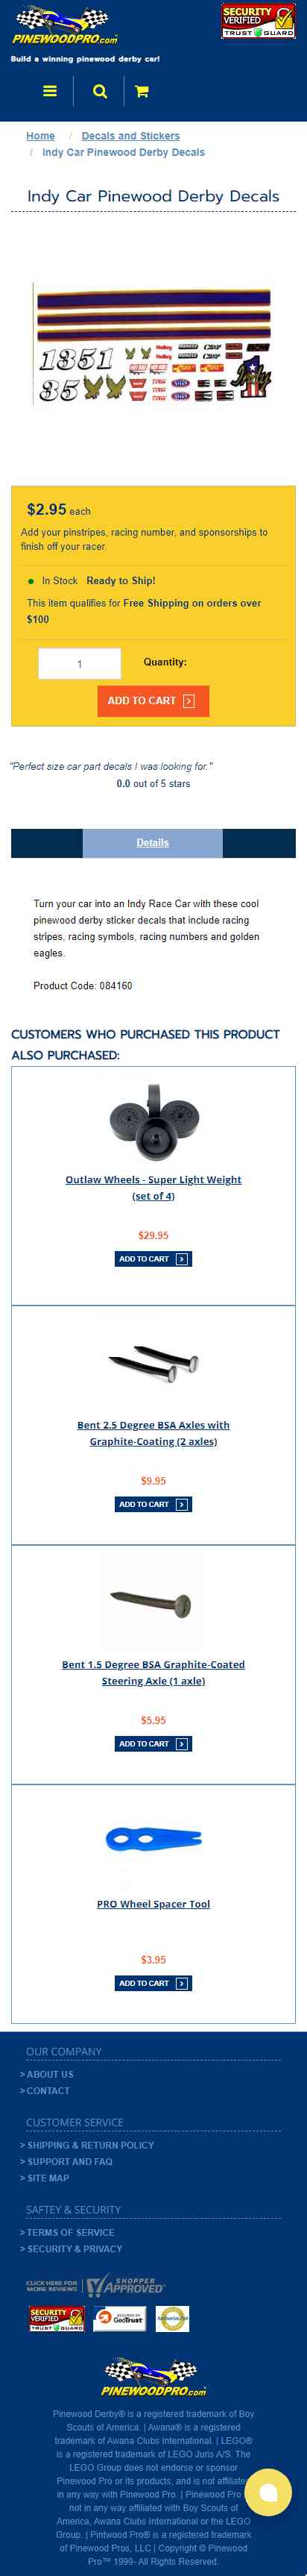 PINEWOODPRO.com
SECURITY
VERIFIED
TRUST GUARD
Build a winning pinewood derby car!
Home / Decals and Stickers
/ Indy Car Pinewood Derby Decals
Indy Car Pinewood Derby Decals
1351
35
Indy
$2.95 each
Add your pinstripes, racing number, and sponsorships to
finish off your racer.
In Stock Ready to Ship!
This item qualifies for Free Shipping on orders over
$100
1 Quantity:
ADD TO CART
"Perfect size car part decals I was looking for."
0.0 out of 5 stars
Details
Turn your car into an Indy Race Car with these cool
pinewood derby sticker decals that include racing
stripes, racing symbols, racing numbers and golden
eagles.
Product Code: 084160
CUSTOMERS WHO PURCHASED THIS PRODUCT
ALSO PURCHASED:
Outlaw Wheels - Super Light Weight
(set of 4)
$29.95
ADD TO CART
Bent 2.5 Degree BSA Axles with
Graphite-Coating (2 axles)
$9.95
ADD TO CART
Bent 1.5 Degree BSA Graphite-Coated
Steering Axle (1 axle)
$5.95
ADD TO CART
PRO Wheel Spacer Tool
$3.95
ADD TO CART
OUR COMPANY
> ABOUT US
> CONTACT
CUSTOMER SERVICE
> SHIPPING & RETURN POLICY
> SUPPORT AND FAQ
> SITE MAP
SAFTEY & SECURITY
> TERMS OF SERVICE
> SECURITY & PRIVACY
CLICK HERE FOR
MORE REVIEWS
SHOPPER
APPROVED
SECURITY
VERIFIED
TRUST GUARD
GeoTrust
Authorize.Net
PINEWOODPRO.com
Pinewood Derby® is a registered trademark of Boy
Scouts of America. | Awana® is a registered
trademark of Awana Clubs International. | LEGO®
is a registered trademark of LEGO Juris A/S. The
LEGO Group does not endorse or sponsor
Pinewood Pro or its products, and is not affiliate
in any way with Pinewood Pro. | Pinewood Pro
not in any way affiliated with Boy Scouts of
America, Awana Clubs International or the LEGO
Group. | Pintwood Pro® is a registered trademark
of Pinewood Pros, LLC | Copyright © Pinewood
Pro™ 1999- All Rights Reserved.